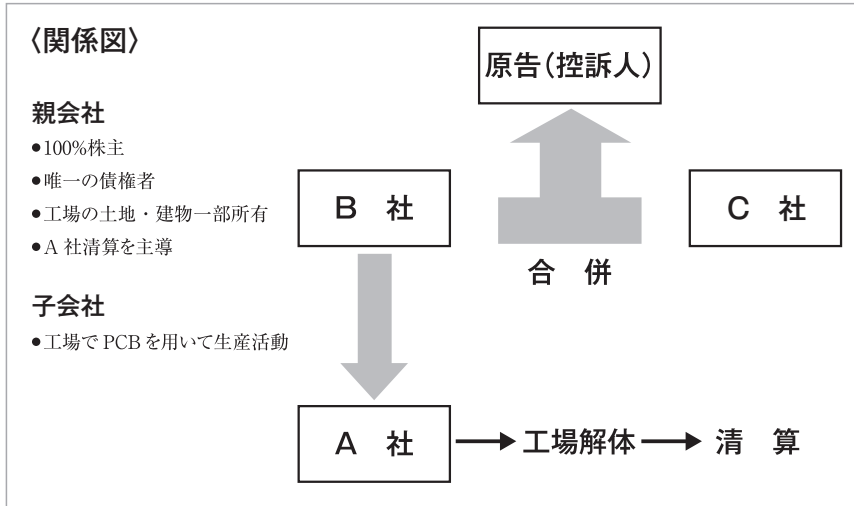 〈関係図〉
原告(控訴人)
親会社
●100%株主
●唯一の債権者
●工場の土地・建物一部所有
●A 社清算を主導
B 社
C 社
合 併
子会社
●工場でPCBを用いて生産活動
A 社
工場解体
清 算